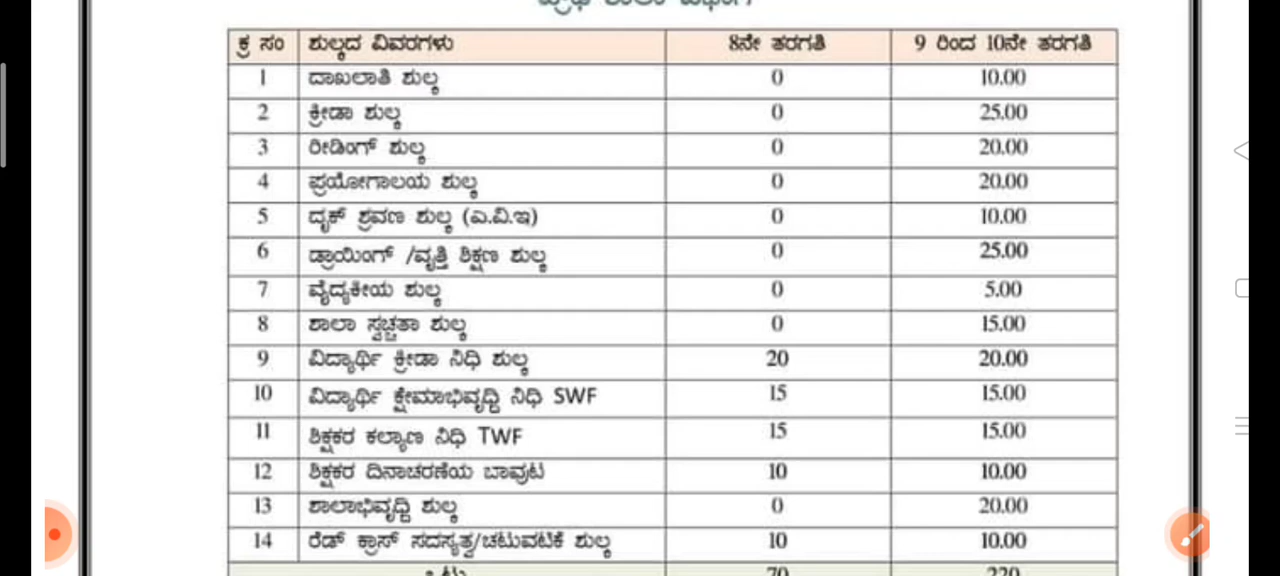 ಪ್ರೌಢ ಶಾಲಾ ವಿಭಾಗ
ಕ್ರ ಸಂ ಶುಲ್ಕದ ವಿವರಗಳು 8ನೇ ತರಗತಿ 9 ರಿಂದ 10ನೇ ತರಗತಿ
1 ದಾಖಲಾತಿ ಶುಲ್ಕ 0 10.00
2 ಕ್ರೀಡಾ ಶುಲ್ಕ 0 25.00
3 ರೀಡಿಂಗ್ ಶುಲ್ಕ 0 20.00
4 ಪ್ರಯೋಗಾಲಯ ಶುಲ್ಕ 0 20.00
5 ದೃಕ್ ಶ್ರವಣ ಶುಲ್ಕ (ಎ.ವಿ.ಇ) 0 10.00
6 ಡ್ರಾಯಿಂಗ್ /ವೃತ್ತಿ ಶಿಕ್ಷಣ ಶುಲ್ಕ 0 25.00
7 ವೈದ್ಯಕೀಯ ಶುಲ್ಕ 0 5.00
8 ಶಾಲಾ ಸ್ವಚ್ಚತಾ ಶುಲ್ಕ 0 15.00
9 ವಿದ್ಯಾರ್ಥಿ ಕ್ರೀಡಾ ನಿಧಿ ಶುಲ್ಕ 20 20.00
10 ವಿದ್ಯಾರ್ಥಿ ಕ್ಷೇಮಾಭಿವೃದ್ಧಿ ನಿಧಿ SWF 15 15.00
11 ಶಿಕ್ಷಕರ ಕಲ್ಯಾಣ ನಿಧಿ TWF 15 15.00
12 ಶಿಕ್ಷಕರ ದಿನಾಚರಣೆಯ ಬಾವುಟ 10 10.00
13 ಶಾಲಾಭಿವೃದ್ಧಿ ಶುಲ್ಕ 0 20.00
14 ರೆಡ್ ಕ್ರಾಸ್ ಸದಸ್ಯತ್ವ/ಚಟುವಟಿಕೆ ಶುಲ್ಕ 10 10.00
ಒಟ್ಟು 70 220